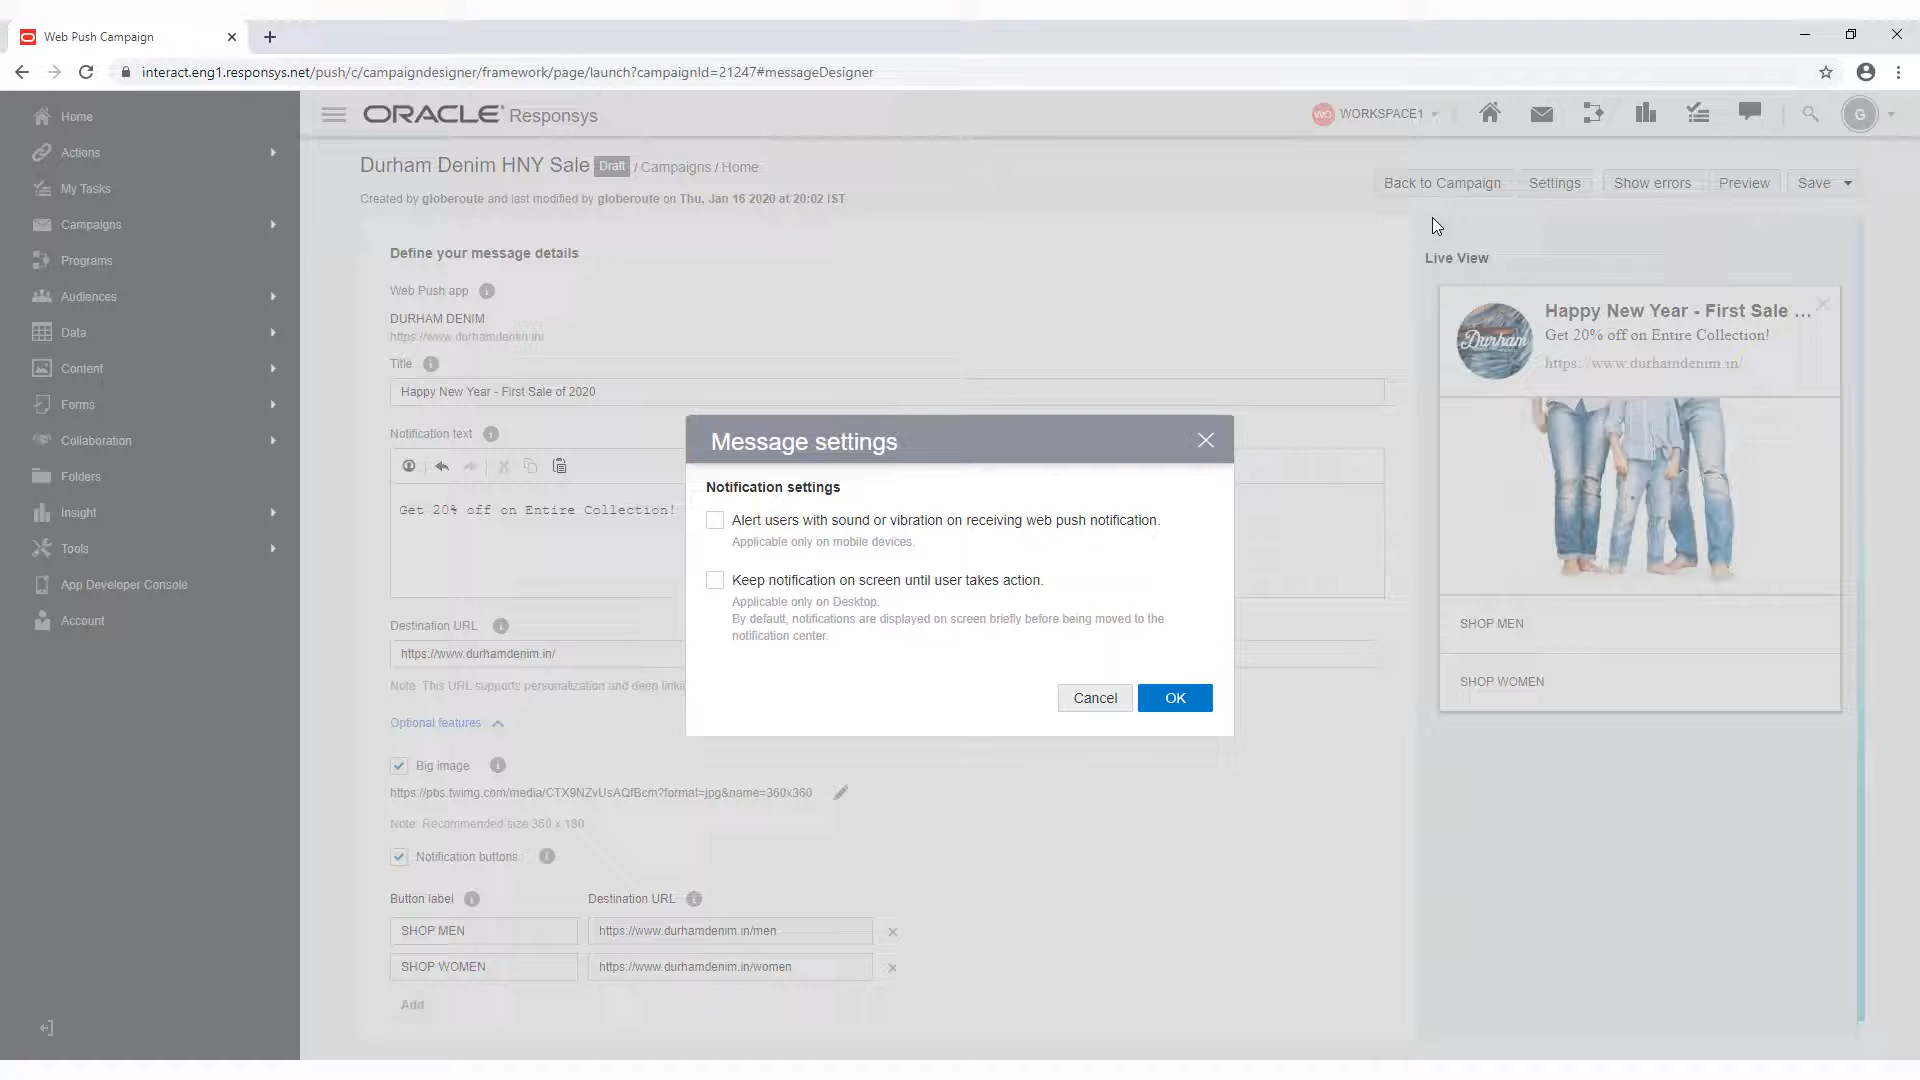 Web Push Campaign
interact.eng1.responsys.net/push/c/campaigndesigner/framework/page/launch?campaignId=21247#messageDesigner
Home
Actions
My Tasks
Campaigns
Programs
Audiences
Data
Content
Forms
Collaboration
Folders
Insight
Tools
App Developer Console
Account
ORACLE Responsys
WO WORKSPACE1
G
Durham Denim HNY Sale Draft / Campaigns / Home
Created by globeroute and last modified by globeroute on Thu, Jan 16 2020 at 20:02 IST
Back to Campaign
Settings
Show errors
Preview
Save
Define your message details
Web Push app
DURHAM DENIM
https://www.durhamdenim.in/
Title
Happy New Year - First Sale of 2020
Notification text
Get 20% off on Entire Collection!
Destination URL
https://www.durhamdenim.in/
Note: This URL supports personalization and deep linki
Optional features
Big image
https://pbs.twimg.com/media/CTX9NZvUsAQfBcm?format=jpg&name=360x360
Note: Recommended size 360 x 180
Notification buttons
Button label
Destination URL
SHOP MEN
https://www.durhamdenim.in/men
SHOP WOMEN
https://www.durhamdenim.in/women
Add
Message settings
Notification settings
Alert users with sound or vibration on receiving web push notification.
Applicable only on mobile devices.
Keep notification on screen until user takes action.
Applicable only on Desktop.
By default, notifications are displayed on screen briefly before being moved to the
notification center.
Cancel
OK
Live View
Durham
Happy New Year - First Sale ...
Get 20% off on Entire Collection!
https://www.durhamdenim.in/
SHOP MEN
SHOP WOMEN